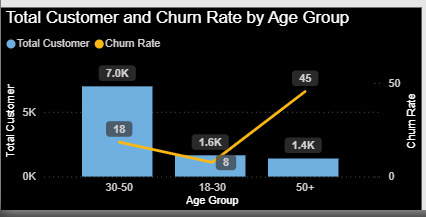 Total Customer and Churn Rate by Age Group
Total Customer Churn Rate
7.0K
45
50
5K
18
1.6K
8
1.4K
0K
0
30-50 18-30 50+
Age Group
Total Customer
Churn Rate